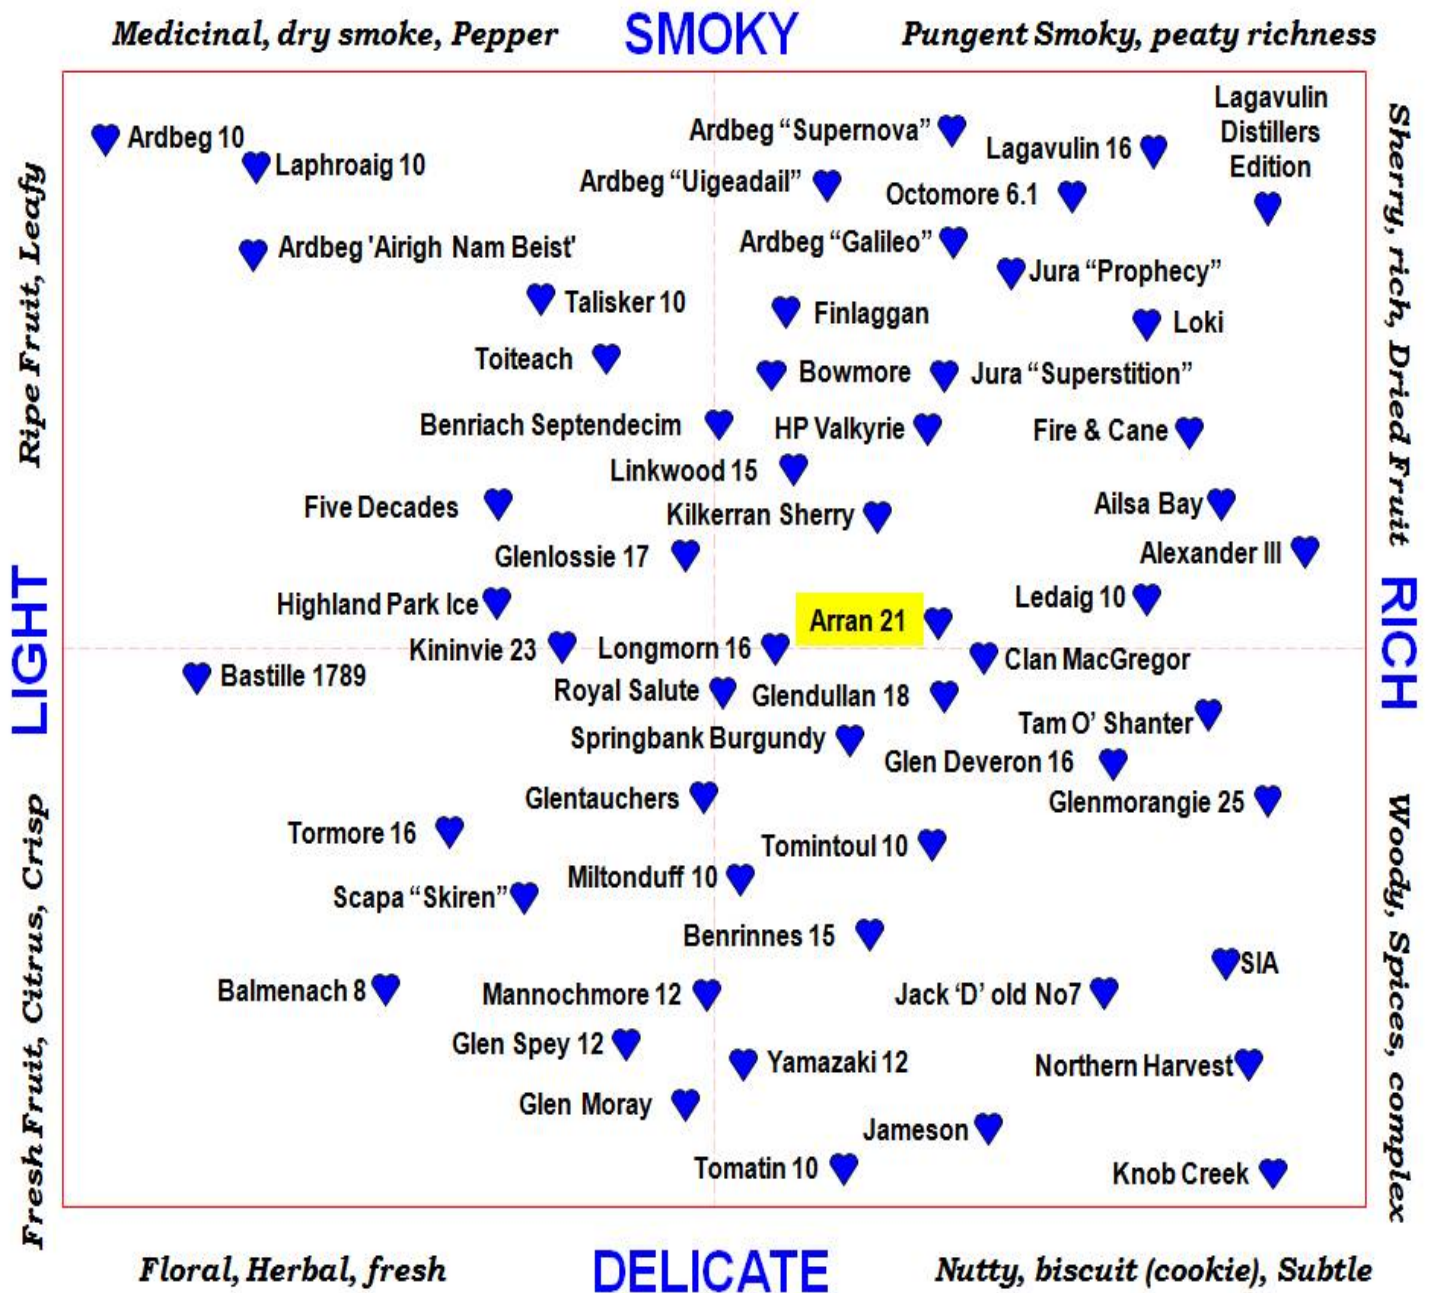 Medicinal, dry smoke, Pepper
SMOKY
Pungent Smoky, peaty richness
Ripe Fruit, Leafy
LIGHT
Fresh Fruit, Citrus, Crisp
Sherry, rich, Dried Fruit
RICH
Woody, Spices, complex
Lagavulin
Distillers
Edition
Ardbeg 10
Ardbeg “Supernova”
Lagavulin 16
Laphroaig 10
Ardbeg “Uigeadail”
Octomore 6.1
Ardbeg 'Airigh Nam Beist'
Ardbeg “Galileo”
Jura “Prophecy”
Talisker 10
Finlaggan
Loki
Toiteach
Bowmore
Jura “Superstition”
Benriach Septendecim
HP Valkyrie
Fire & Cane
Linkwood 15
Five Decades
Kilkerran Sherry
Ailsa Bay
Glenlossie 17
Alexander III
Highland Park Ice
Arran 21
Ledaig 10
Kininvie 23
Longmorn 16
Clan MacGregor
Bastille 1789
Royal Salute
Glendullan 18
Tam O’ Shanter
Springbank Burgundy
Glen Deveron 16
Glentauchers
Glenmorangie 25
Tormore 16
Tomintoul 10
Miltonduff 10
Scapa “Skiren”
Benrinnes 15
SIA
Balmenach 8
Mannochmore 12
Jack ‘D’ old No7
Glen Spey 12
Yamazaki 12
Northern Harvest
Glen Moray
Jameson
Tomatin 10
Knob Creek
Floral, Herbal, fresh
DELICATE
Nutty, biscuit (cookie), Subtle